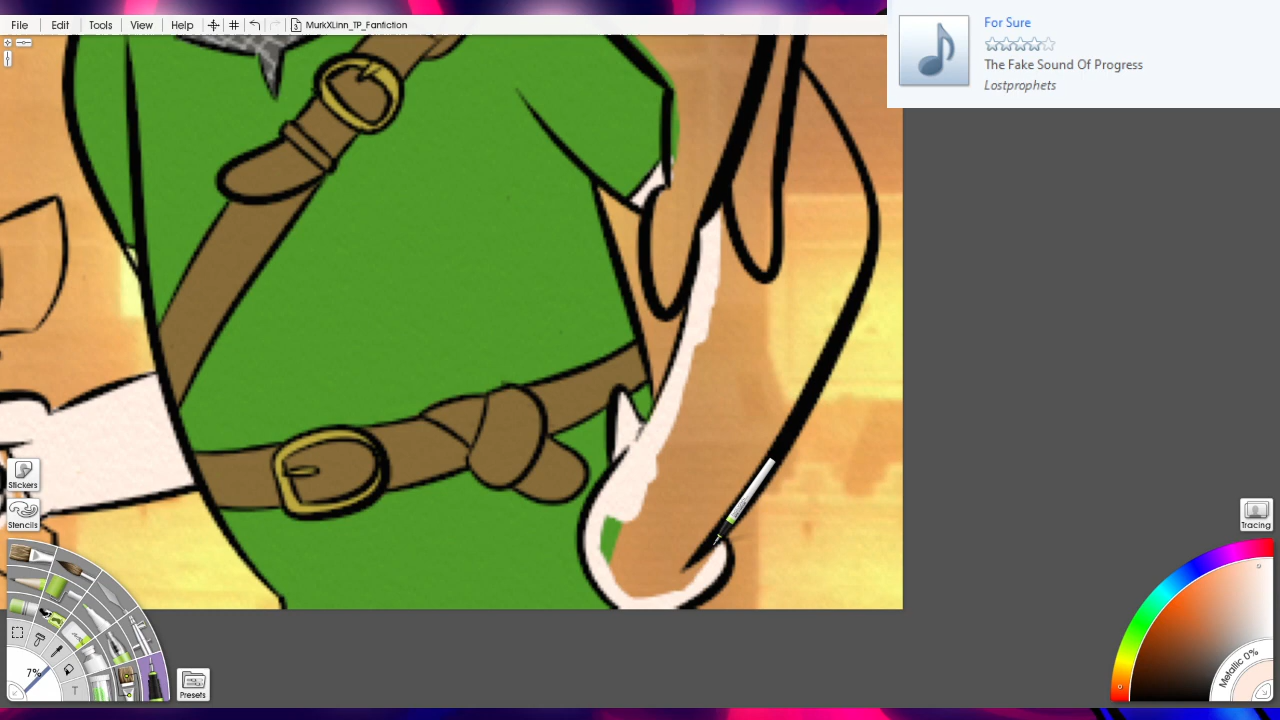 File Edit Tools View Help MurkXLinn_TP_Fanfiction
For Sure
The Fake Sound Of Progress
Lostprophets
Stickers
Stencils
Tracing
7%
T
Presets
Metallic 0%